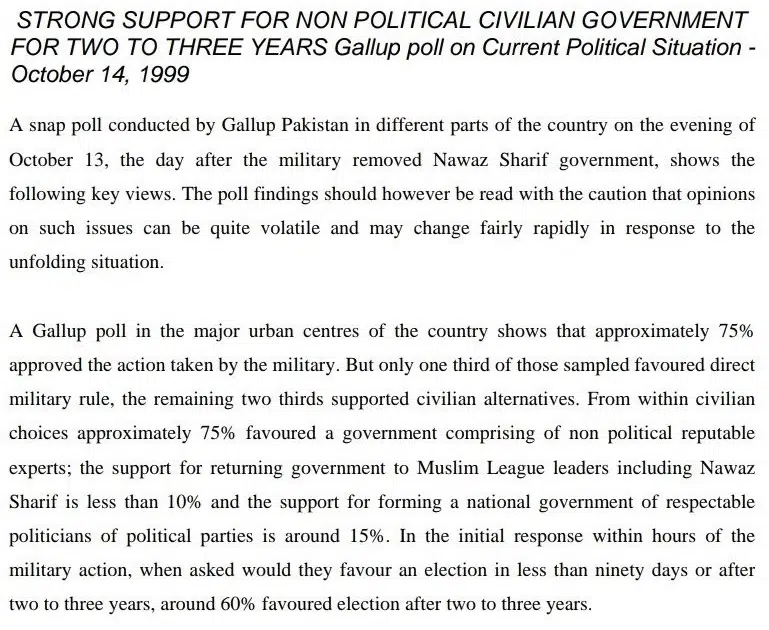 STRONG SUPPORT FOR NON POLITICAL CIVILIAN GOVERNMENT
FOR TWO TO THREE YEARS Gallup poll on Current Political Situation -
October 14, 1999
A snap poll conducted by Gallup Pakistan in different parts of the country on the evening of
October 13, the day after the military removed Nawaz Sharif government, shows the
following key views. The poll findings should however be read with the caution that opinions
on such issues can be quite volatile and may change fairly rapidly in response to the
unfolding situation.
A Gallup poll in the major urban centres of the country shows that approximately 75%
approved the action taken by the military. But only one third of those sampled favoured direct
military rule, the remaining two thirds supported civilian alternatives. From within civilian
choices approximately 75% favoured a government comprising of non political reputable
experts; the support for returning government to Muslim League leaders including Nawaz
Sharif is less than 10% and the support for forming a national government of respectable
politicians of political parties is around 15%. In the initial response within hours of the
military action, when asked would they favour an election in less than ninety days or after
two to three years, around 60% favoured election after two to three years.